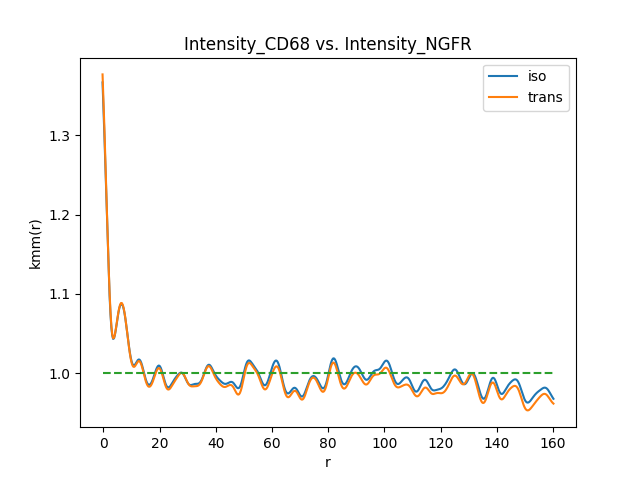 Intensity_CD68 vs. Intensity_NGFR
iso
trans
1.3
1.2
1.1
1.0
kmm(r)
0 20 40 60 80 100 120 140 160
r